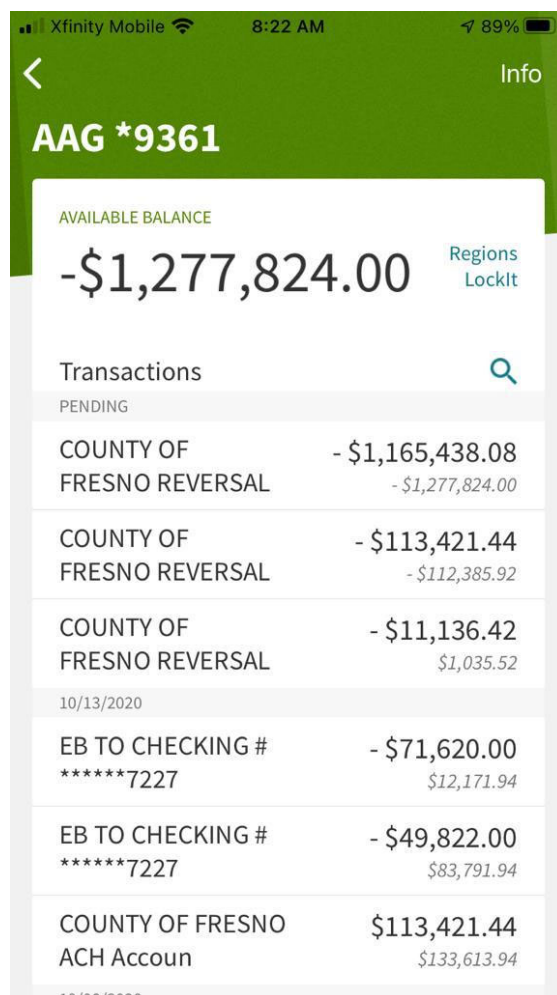 Xfinity Mobile 8:22 AM 89%
Info
AAG *9361
AVAILABLE BALANCE
-$1,277,824.00
Regions
LockIt
Transactions
PENDING
COUNTY OF
FRESNO REVERSAL
- $1,165,438.08
- $1,277,824.00
COUNTY OF
FRESNO REVERSAL
- $113,421.44
- $112,385.92
COUNTY OF
FRESNO REVERSAL
- $11,136.42
$1,035.52
10/13/2020
EB TO CHECKING #
******7227
- $71,620.00
$12,171.94
EB TO CHECKING #
******7227
- $49,822.00
$83,791.94
COUNTY OF FRESNO
ACH Accoun
$113,421.44
$133,613.94